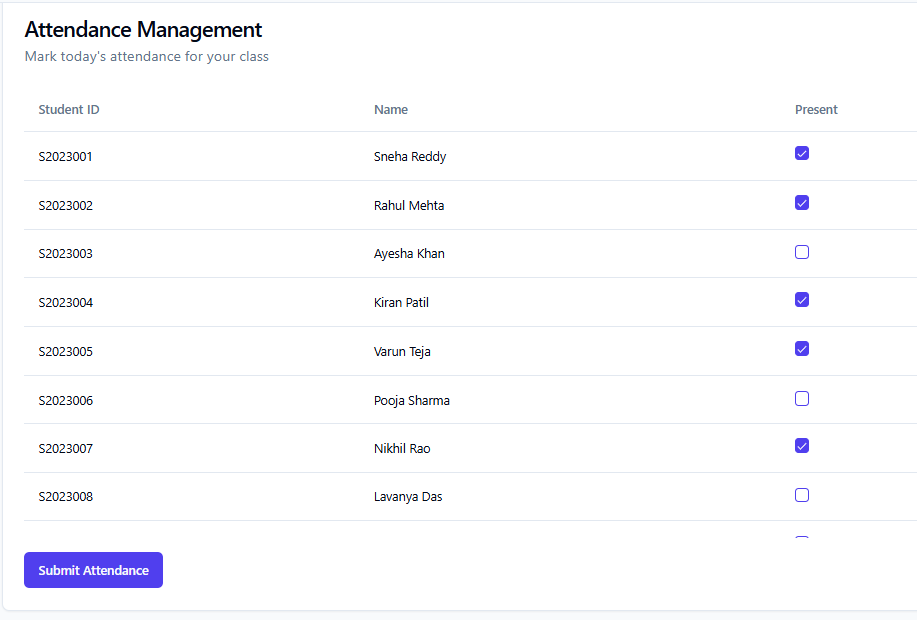 Attendance Management
Mark today's attendance for your class
Student ID Name Present
S2023001 Sneha Reddy
S2023002 Rahul Mehta
S2023003 Ayesha Khan
S2023004 Kiran Patil
S2023005 Varun Teja
S2023006 Pooja Sharma
S2023007 Nikhil Rao
S2023008 Lavanya Das
Submit Attendance